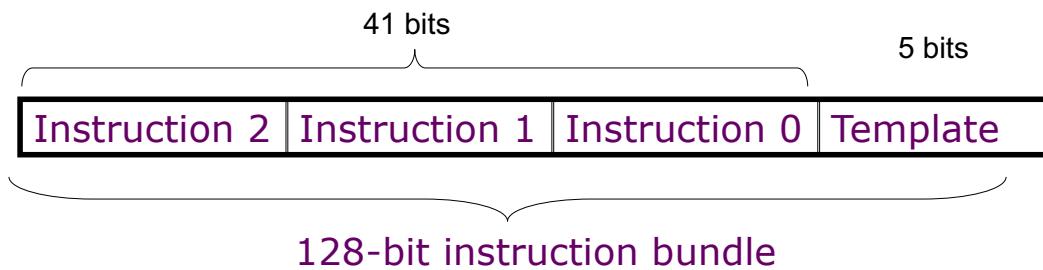 41 bits
5 bits
Instruction 2 Instruction 1 Instruction 0 Template
128-bit instruction bundle